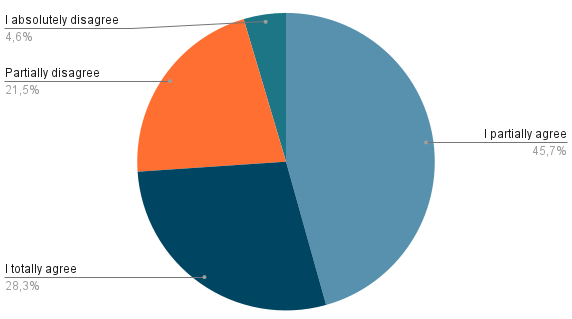 I absolutely disagree
4,6%
Partially disagree
21,5%
I partially agree
45,7%
I totally agree
28,3%